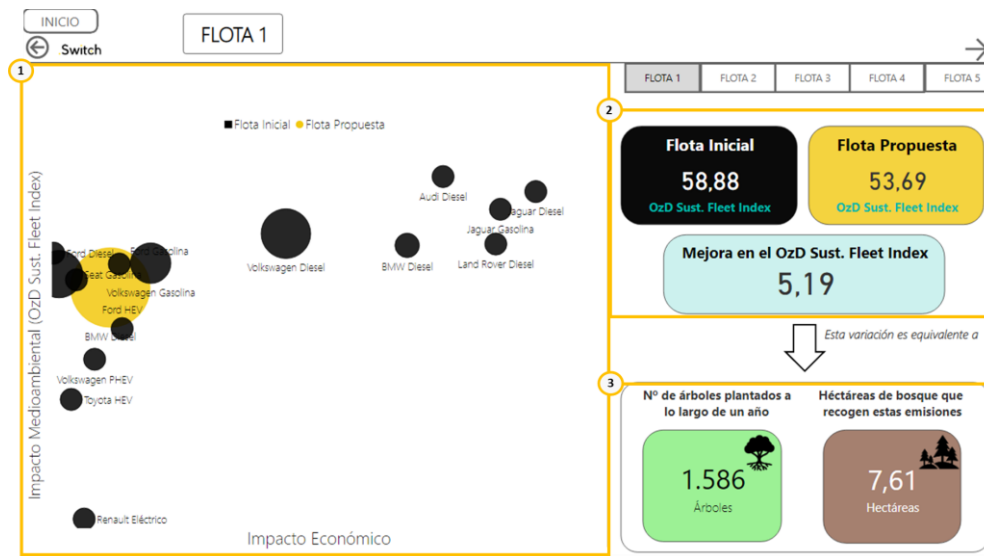 INICIO
Switch
FLOTA 1
1
Flota Inicial Flota Propuesta
Impacto Medioambiental (OzD Sust. Fleet Index)
Audi Diesel
Jaguar Diesel
Jaguar Gasolina
Volkswagen Diesel
BMW Diesel
Land Rover Diesel
Ford Diesel
Ford Gasolina
Seat Gasolina
Volkswagen Gasolina
Ford HEV
BMW Diesel
Volkswagen PHEV
Toyota HEV
Renault Eléctrico
Impacto Económico
FLOTA 1 FLOTA 2 FLOTA 3 FLOTA 4 FLOTA 5
2
Flota Inicial
58,88
OzD Sust. Fleet Index
Flota Propuesta
53,69
OzD Sust. Fleet Index
Mejora en el OzD Sust. Fleet Index
5,19
Esta variación es equivalente a
3
Nº de árboles plantados a
lo largo de un año
1.586
Árboles
Héctáreas de bosque que
recogen estas emisiones
7,61
Hectáreas